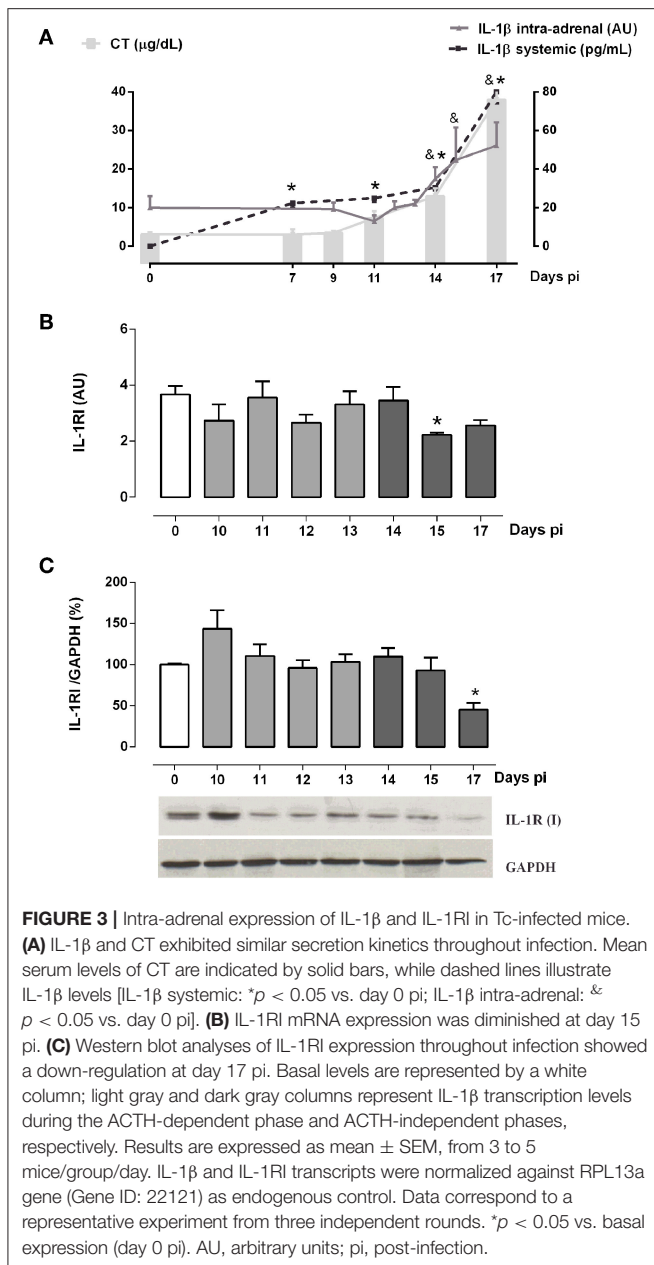 A
CT (µg/dL)
IL-1β intra-adrenal (AU)
IL-1β systemic (pg/mL)
40
30
20
10
0
80
60
40
20
0
*
*
&*
&
&*
0 7 9 11 14 17 Days pi
B
IL-1RI (AU)
6
4
2
0
*
0 10 11 12 13 14 15 17 Days pi
C
IL-1RI /GAPDH (%)
200
150
100
50
0
*
0 10 11 12 13 14 15 17 Days pi
IL-1R (I)
GAPDH
FIGURE 3 | Intra-adrenal expression of IL-1β and IL-1RI in Tc-infected mice.
(A) IL-1β and CT exhibited similar secretion kinetics throughout infection. Mean
serum levels of CT are indicated by solid bars, while dashed lines illustrate
IL-1β levels [IL-1β systemic: *p < 0.05 vs. day 0 pi; IL-1β intra-adrenal: &
p < 0.05 vs. day 0 pi]. (B) IL-1RI mRNA expression was diminished at day 15
pi. (C) Western blot analyses of IL-1RI expression throughout infection showed
a down-regulation at day 17 pi. Basal levels are represented by a white
column; light gray and dark gray columns represent IL-1β transcription levels
during the ACTH-dependent phase and ACTH-independent phases,
respectively. Results are expressed as mean ± SEM, from 3 to 5
mice/group/day. IL-1β and IL-1RI transcripts were normalized against RPL13a
gene (Gene ID: 22121) as endogenous control. Data correspond to a
representative experiment from three independent rounds. *p < 0.05 vs. basal
expression (day 0 pi). AU, arbitrary units; pi, post-infection.